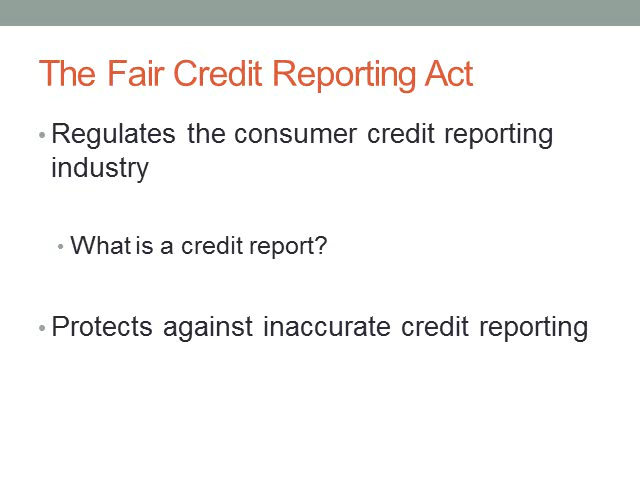 The Fair Credit Reporting Act
• Regulates the consumer credit reporting
industry
• What is a credit report?
• Protects against inaccurate credit reporting